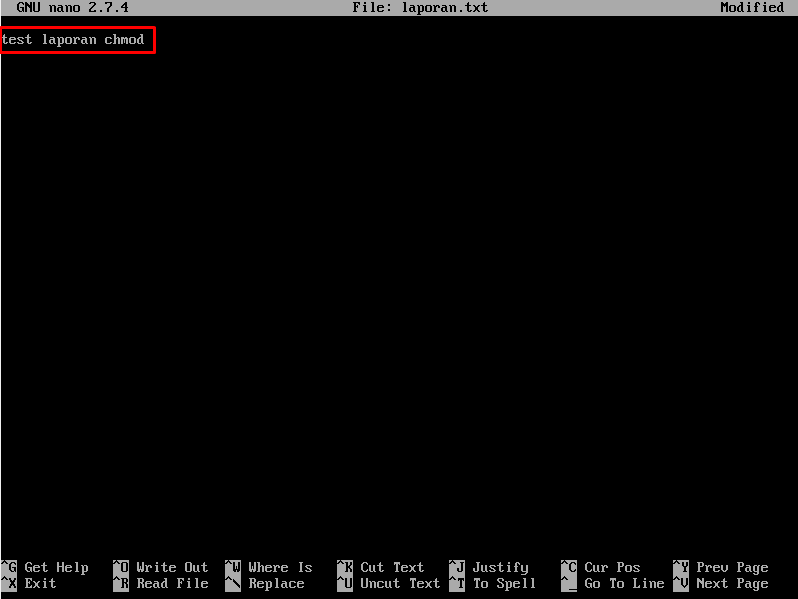 GNU nano 2.7.4 File: laporan.txt Modified
test laporan chmod
^G Get Help ^O Write Out ^W Where Is ^K Cut Text ^J Justify ^C Cur Pos ^Y Prev Page
^X Exit ^R Read File ^\ Replace ^U Uncut Text ^T To Spell ^_ Go To Line ^V Next Page